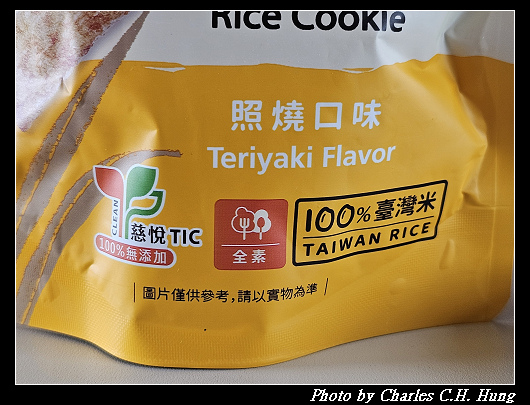 Rice Cookie
照燒口味
Teriyaki Flavor
CLEAN
慈悅TIC
100%無添加
全素
100%臺灣米
TAIWAN RICE
圖片僅供參考,請以實物為準
Photo by Charles C.H. Hung